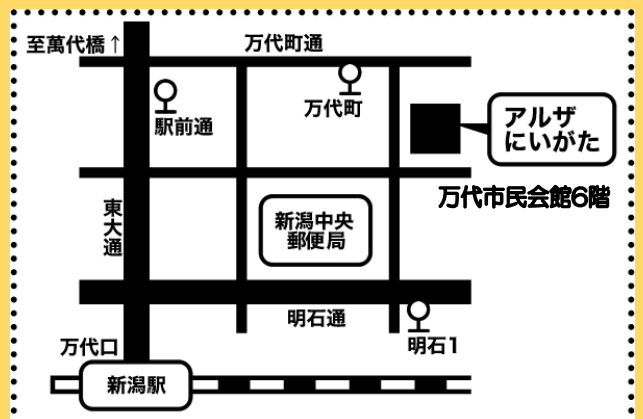 至萬代橋↑
万代町通
駅前通
万代町
アルザ
にいがた
万代市民会館6階
東大通
新潟中央
郵便局
明石通
明石1
万代口
新潟駅